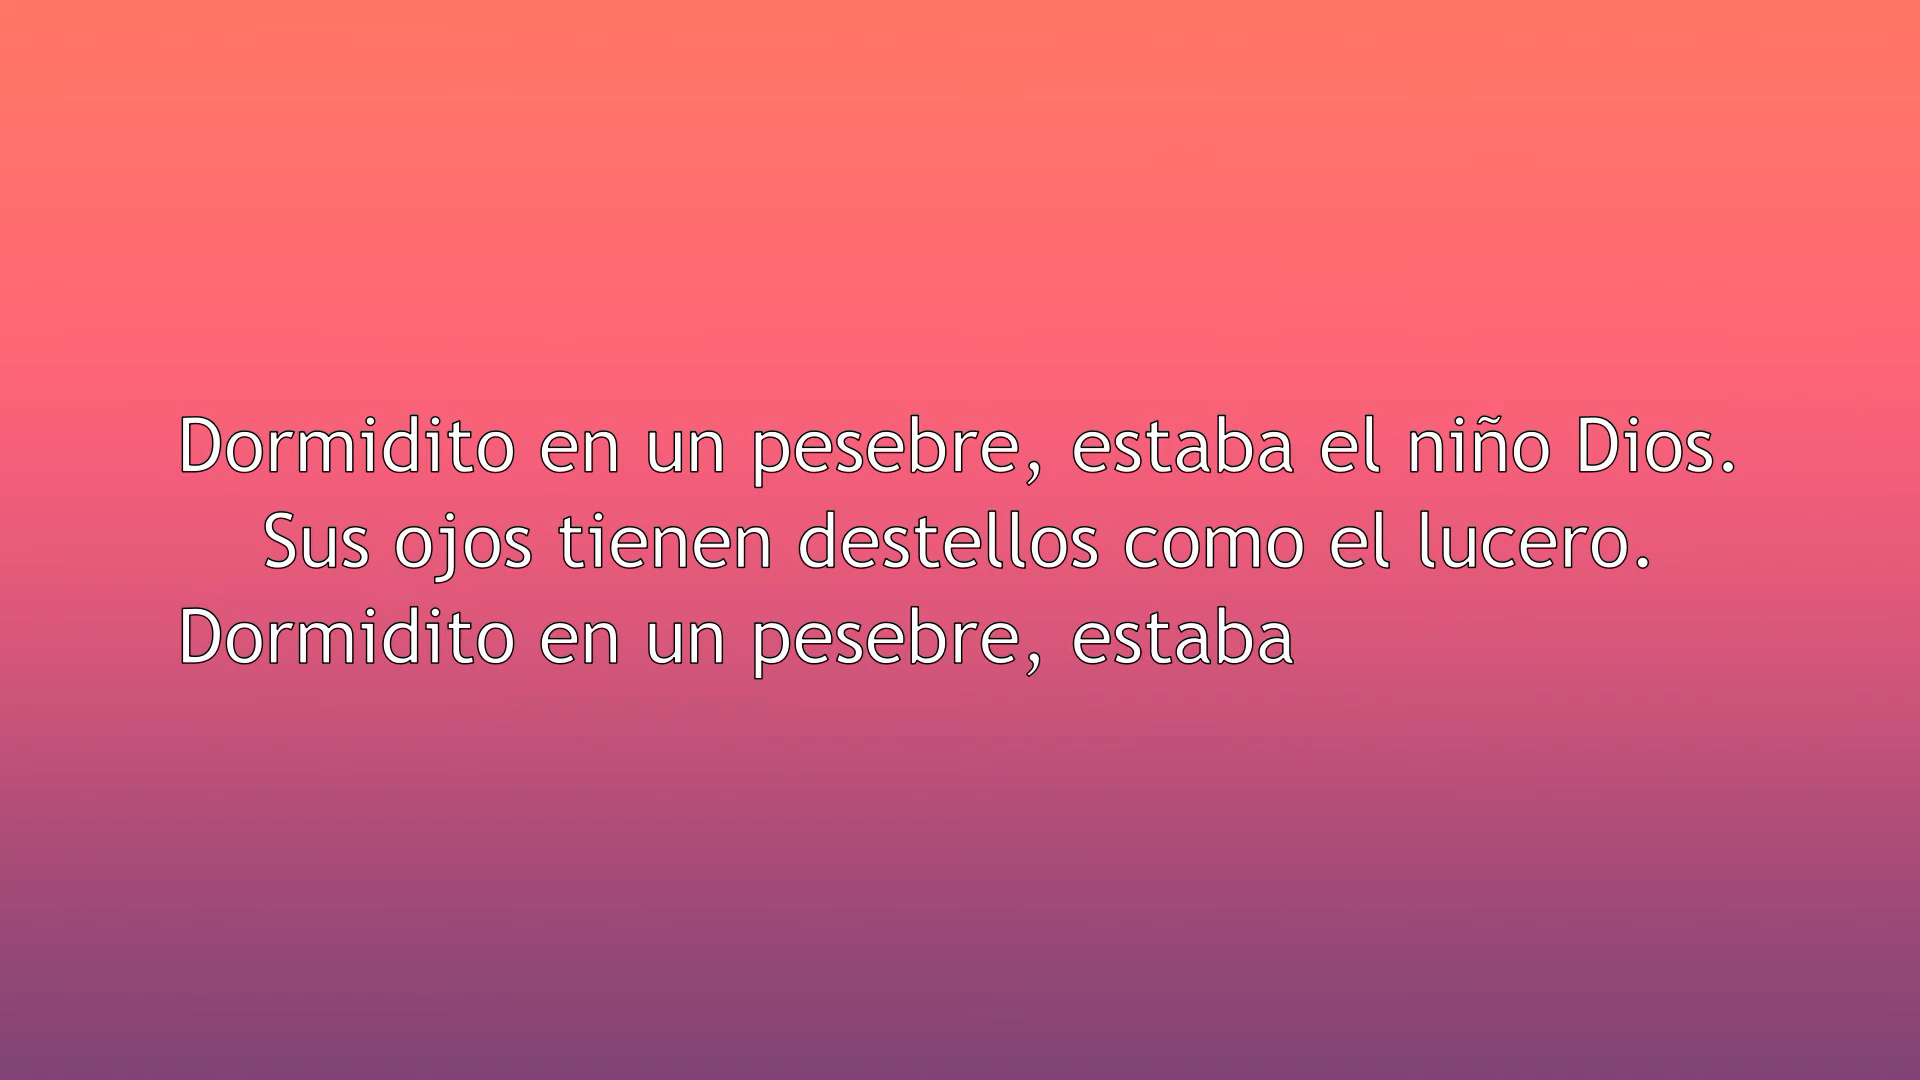 Dormidito en un pesebre, estaba el niño Dios.
Sus ojos tienen destellos como el lucero.
Dormidito en un pesebre, estaba